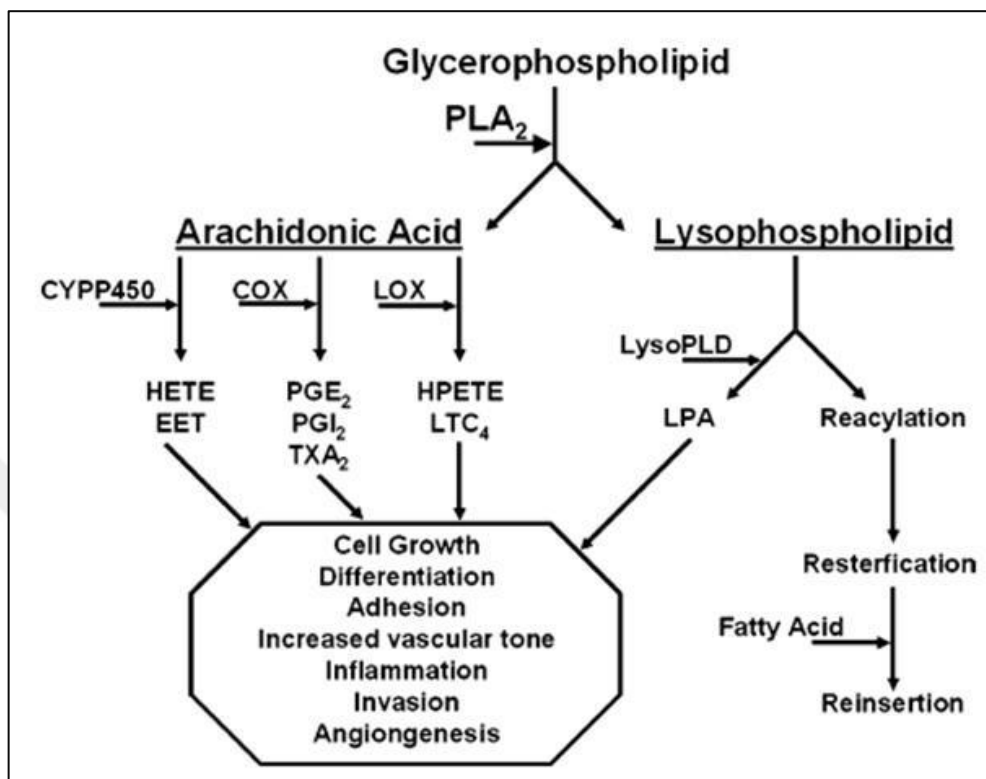 Glycerophospholipid
PLA₂
Arachidonic Acid
Lysophospholipid
CYPP450
COX
LOX
LysoPLD
HETE
EET
PGE₂
PGI₂
TXA₂
HPETE
LTC₄
LPA
Reacylation
Cell Growth
Differentiation
Adhesion
Increased vascular tone
Inflammation
Invasion
Angiongenesis
Resterfication
Fatty Acid
Reinsertion